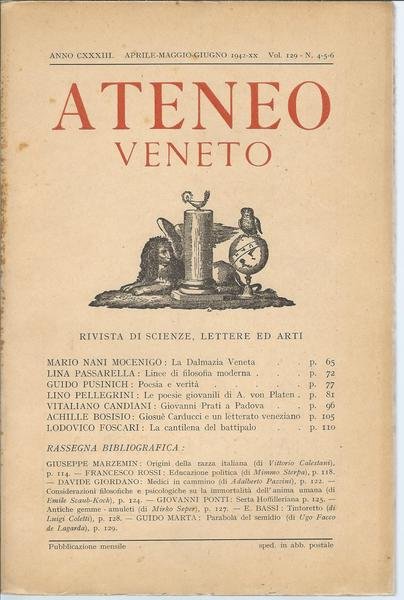 ANNO CXXXIII. APRILE-MAGGIO-GIUGNO 1942-XX Vol. 129 - N. 4-5-6
ATENEO
VENETO
RIVISTA DI SCIENZE, LETTERE ED ARTI
MARIO NANI MOCENIGO : La Dalmazia Veneta . . p. 65
LINA PASSARELLA : Linee di filosofia moderna . . p. 72
GUIDO PUSINICH : Poesia e verità . . . . . p. 77
LINO PELLEGRINI : Le poesie giovanili di A. von Platen . p. 81
VITALIANO CANDIANI : Giovanni Prati a Padova . . p. 96
ACHILLE BOSISIO : Giosuè Carducci e un letterato veneziano p. 105
LODOVICO FOSCARI : La cantilena del battipalo . . p. 110
RASSEGNA BIBLIOGRAFICA :
GIUSEPPE MARZEMIN : Origini della razza italiana (di Vittorio Calestani),
p. 114. — FRANCESCO ROSSI : Educazione politica (di Mimmo Sterpa), p. 118.
— DAVIDE GIORDANO : Medici in cammino (di Adalberto Pazzini), p. 122. —
Considerazioni filosofiche e psicologiche su la immortalità dell'anima umana (di
Emile Scaub-Koch), p. 124. — GIOVANNI PONTI : Serta Hoffilleriana p. 125. —
Antiche gemme - amuleti (di Mirko Seper), p. 127. — E. BASSI : Tintoretto (di
Luigi Coletti), p. 128. — GUIDO MARTA : Parabola del semidio (di Ugo Facco
de Lagarda), p. 129.
Pubblicazione mensile sped. in abb. postale